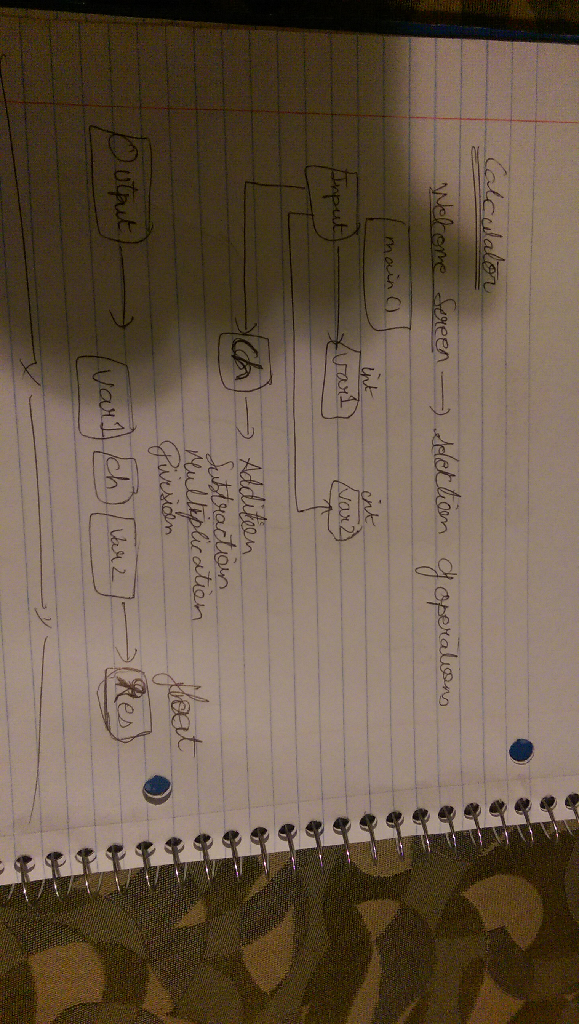 Calculator
Welcome Screen → Selection of operations
main()
int int
Input → var1 var2
Ch → Addition
Subtraction
Multiplication
Division
float
Output → var1 Ch var2 → Res